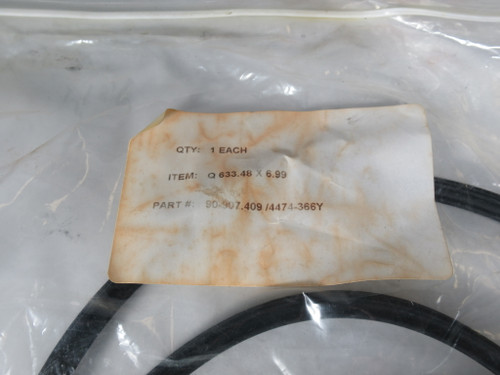 QTY: 1 EACH
ITEM: Q 633.48 X 6.99
PART #: 90-907.409 /4474-366Y